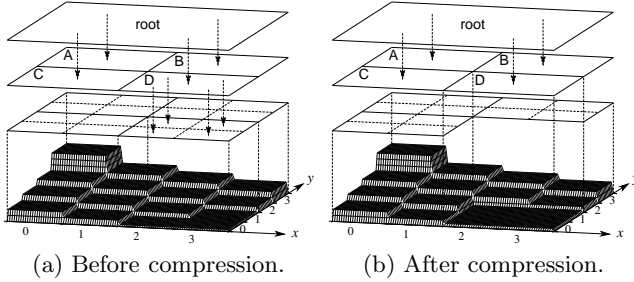 root
A
B
C
D
y
3
2
1
0
0
1
2
3
x
(a) Before compression.
root
A
B
C
D
y
3
2
1
0
0
1
2
3
x
(b) After compression.